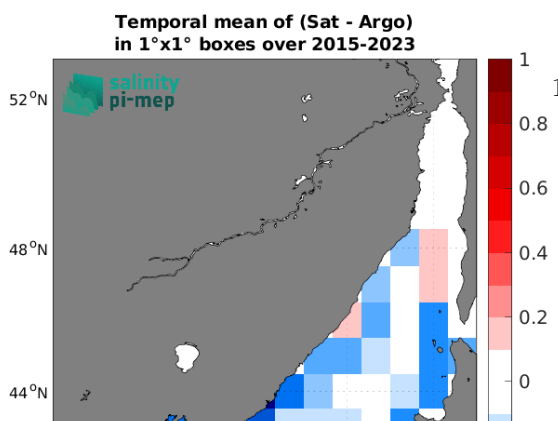 Temporal mean of (Sat - Argo)
in 1°x1° boxes over 2015-2023
salinity
pi-mep
52°N
48°N
44°N
1
0.8
0.6
0.4
0.2
0
1